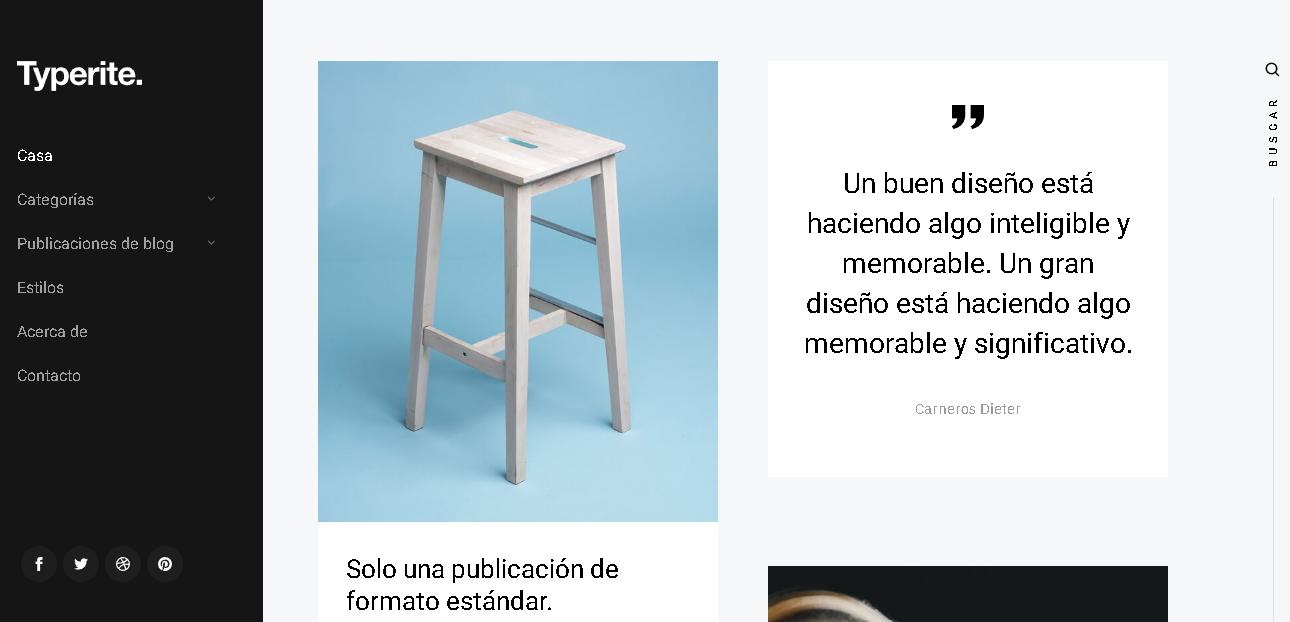 Typerite.
Casa
Categorías
Publicaciones de blog
Estilos
Acerca de
Contacto
Solo una publicación de
formato estándar.
Un buen diseño está
haciendo algo inteligible y
memorable. Un gran
diseño está haciendo algo
memorable y significativo.
Carneros Dieter
BUSCAR